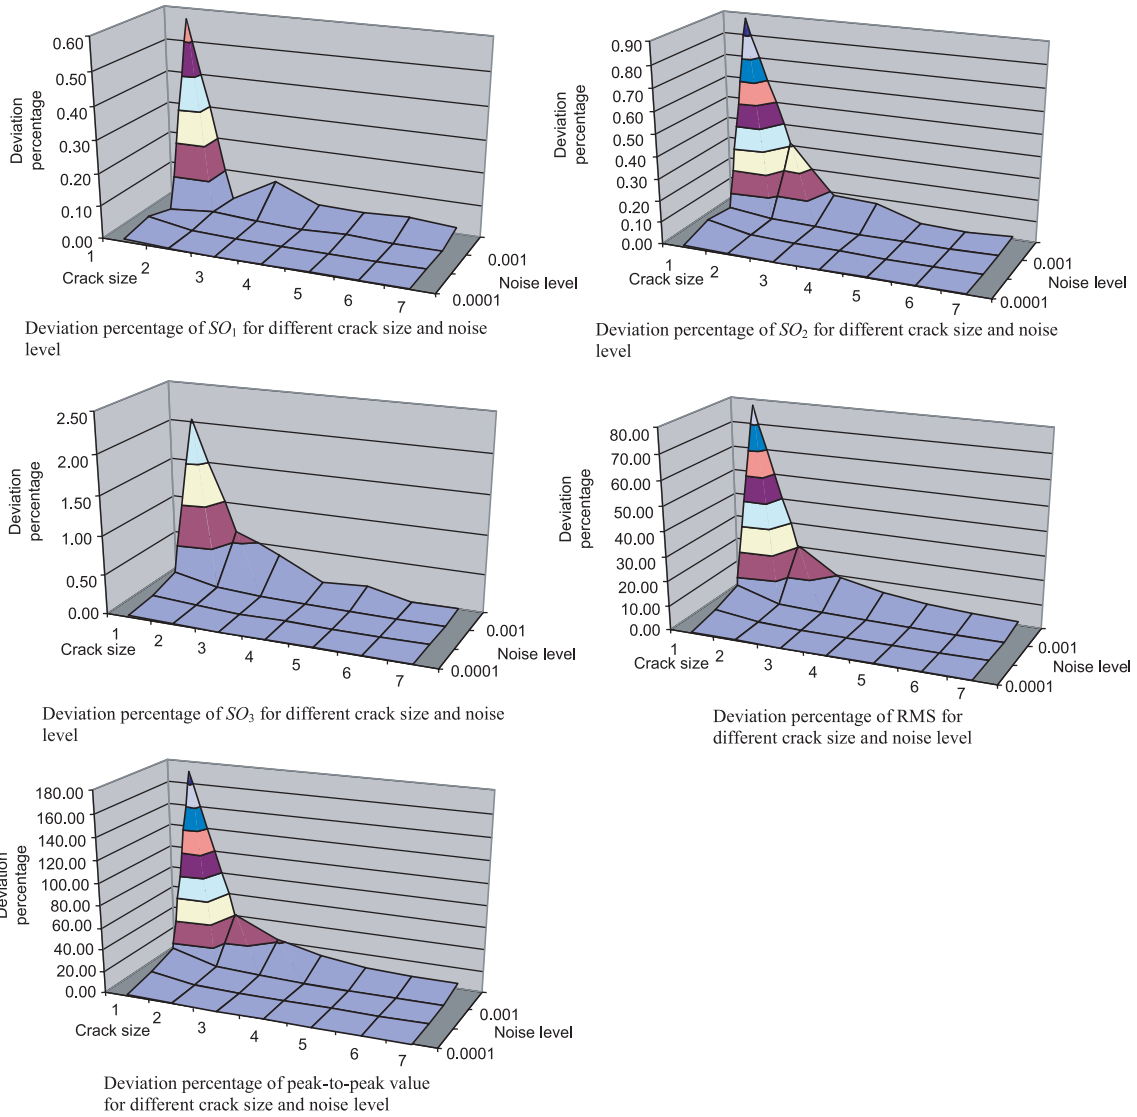 0.60
0.50
0.40
0.30
0.20
0.10
0.00
Deviation
percentage
1
2
3
4
5
6
7
Crack size
0.001
Noise level
0.0001
Deviation percentage of SO₁ for different crack size and noise
level
0.90
0.80
0.70
0.60
0.50
0.40
0.30
0.20
0.10
0.00
Deviation
percentage
1
2
3
4
5
6
7
Crack size
0.001
Noise level
0.0001
Deviation percentage of SO₂ for different crack size and noise
level
2.50
2.00
1.50
1.00
0.50
0.00
Deviation
percentage
1
2
3
4
5
6
7
Crack size
0.001
Noise level
0.0001
Deviation percentage of SO₃ for different crack size and noise
level
80.00
70.00
60.00
50.00
40.00
30.00
20.00
10.00
0.00
Deviation
percentage
1
2
3
4
5
6
7
Crack size
0.001
Noise level
0.0001
Deviation percentage of RMS for
different crack size and noise level
180.00
160.00
140.00
120.00
100.00
80.00
60.00
40.00
20.00
0.00
Deviation
percentage
1
2
3
4
5
6
7
Crack size
0.001
Noise level
0.0001
Deviation percentage of peak-to-peak value
for different crack size and noise level